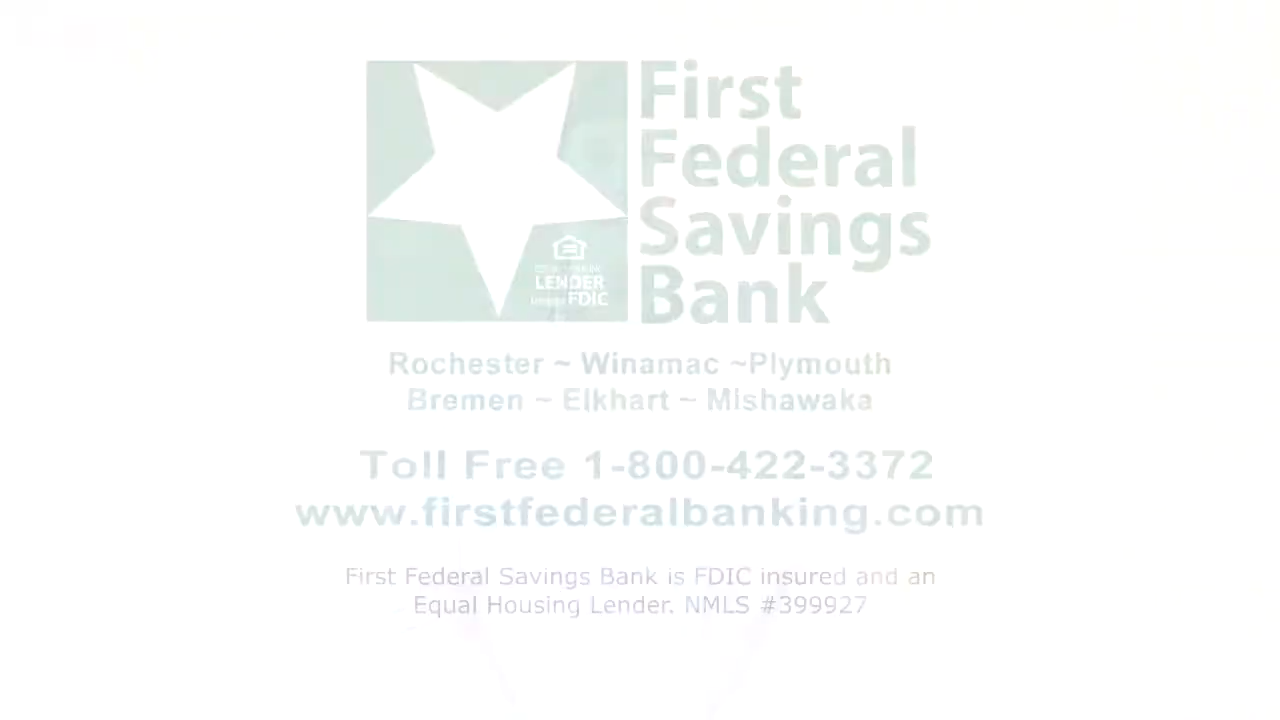 First
Federal
Savings
Bank
LENDER
FDIC
Rochester ~ Winamac ~Plymouth
Bremen ~ Elkhart ~ Mishawaka
Toll Free 1-800-422-3372
www.firstfederalbanking.com
First Federal Savings Bank is FDIC insured and an
Equal Housing Lender. NMLS #399927